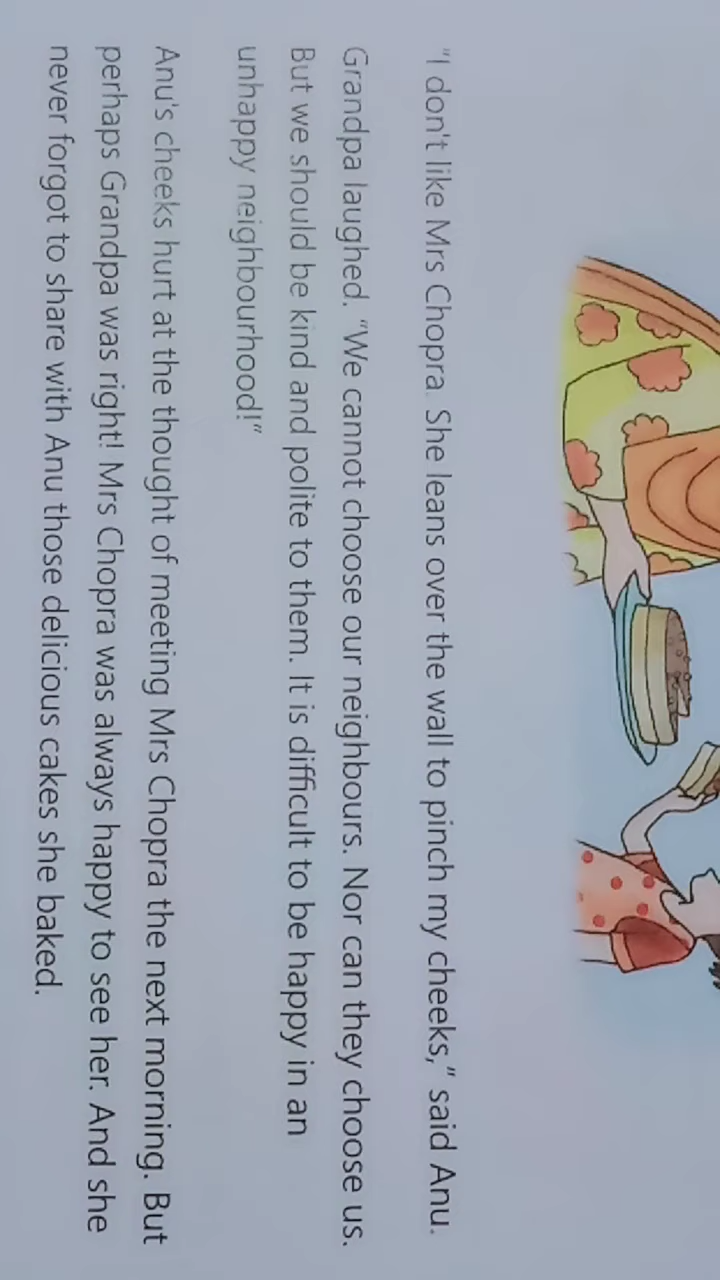 "I don't like Mrs Chopra. She leans over the wall to pinch my cheeks," said Anu.
Grandpa laughed. "We cannot choose our neighbours. Nor can they choose us.
But we should be kind and polite to them. It is difficult to be happy in an
unhappy neighbourhood!"
Anu's cheeks hurt at the thought of meeting Mrs Chopra the next morning. But
perhaps Grandpa was right! Mrs Chopra was always happy to see her. And she
never forgot to share with Anu those delicious cakes she baked.